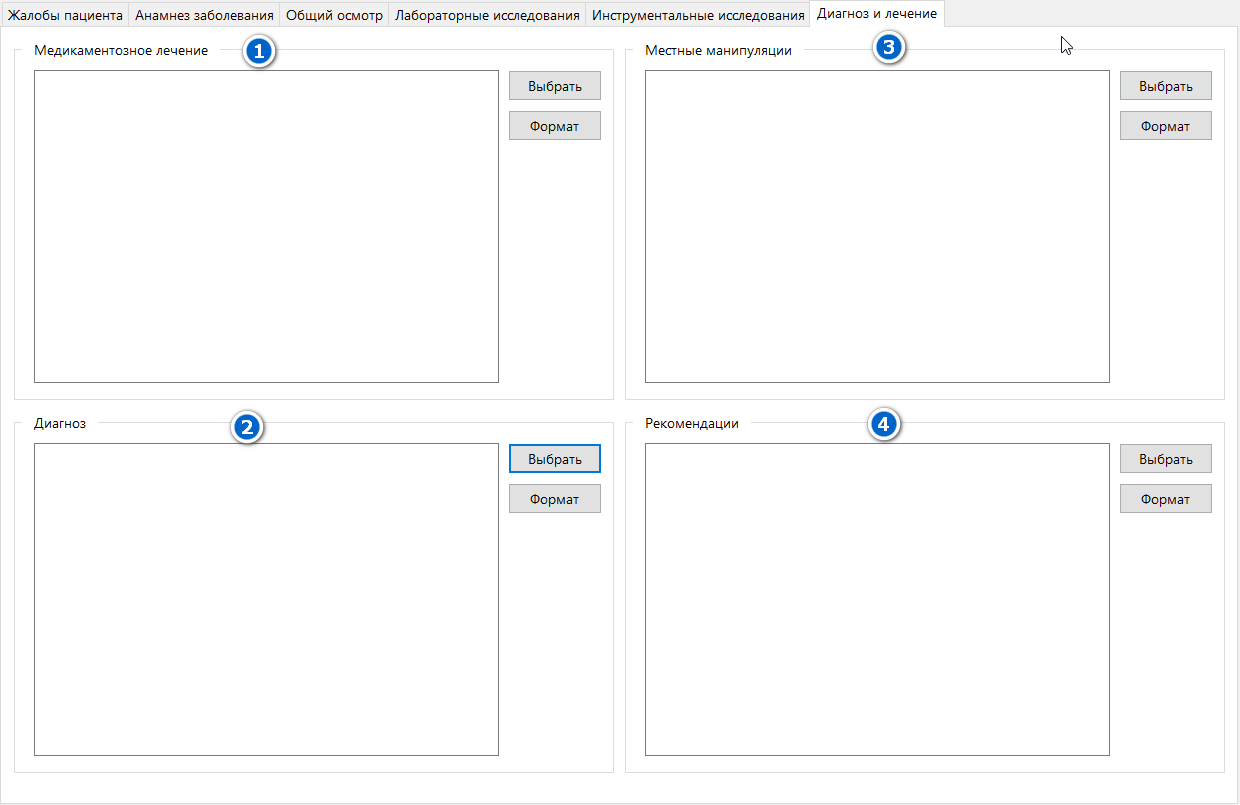 Жалобы пациента Анамнез заболевания Общий осмотр Лабораторные исследования Инструментальные исследования Диагноз и лечение
Медикаментозное лечение 1
Выбрать
Формат
Местные манипуляции 3
Выбрать
Формат
Диагноз 2
Выбрать
Формат
Рекомендации 4
Выбрать
Формат